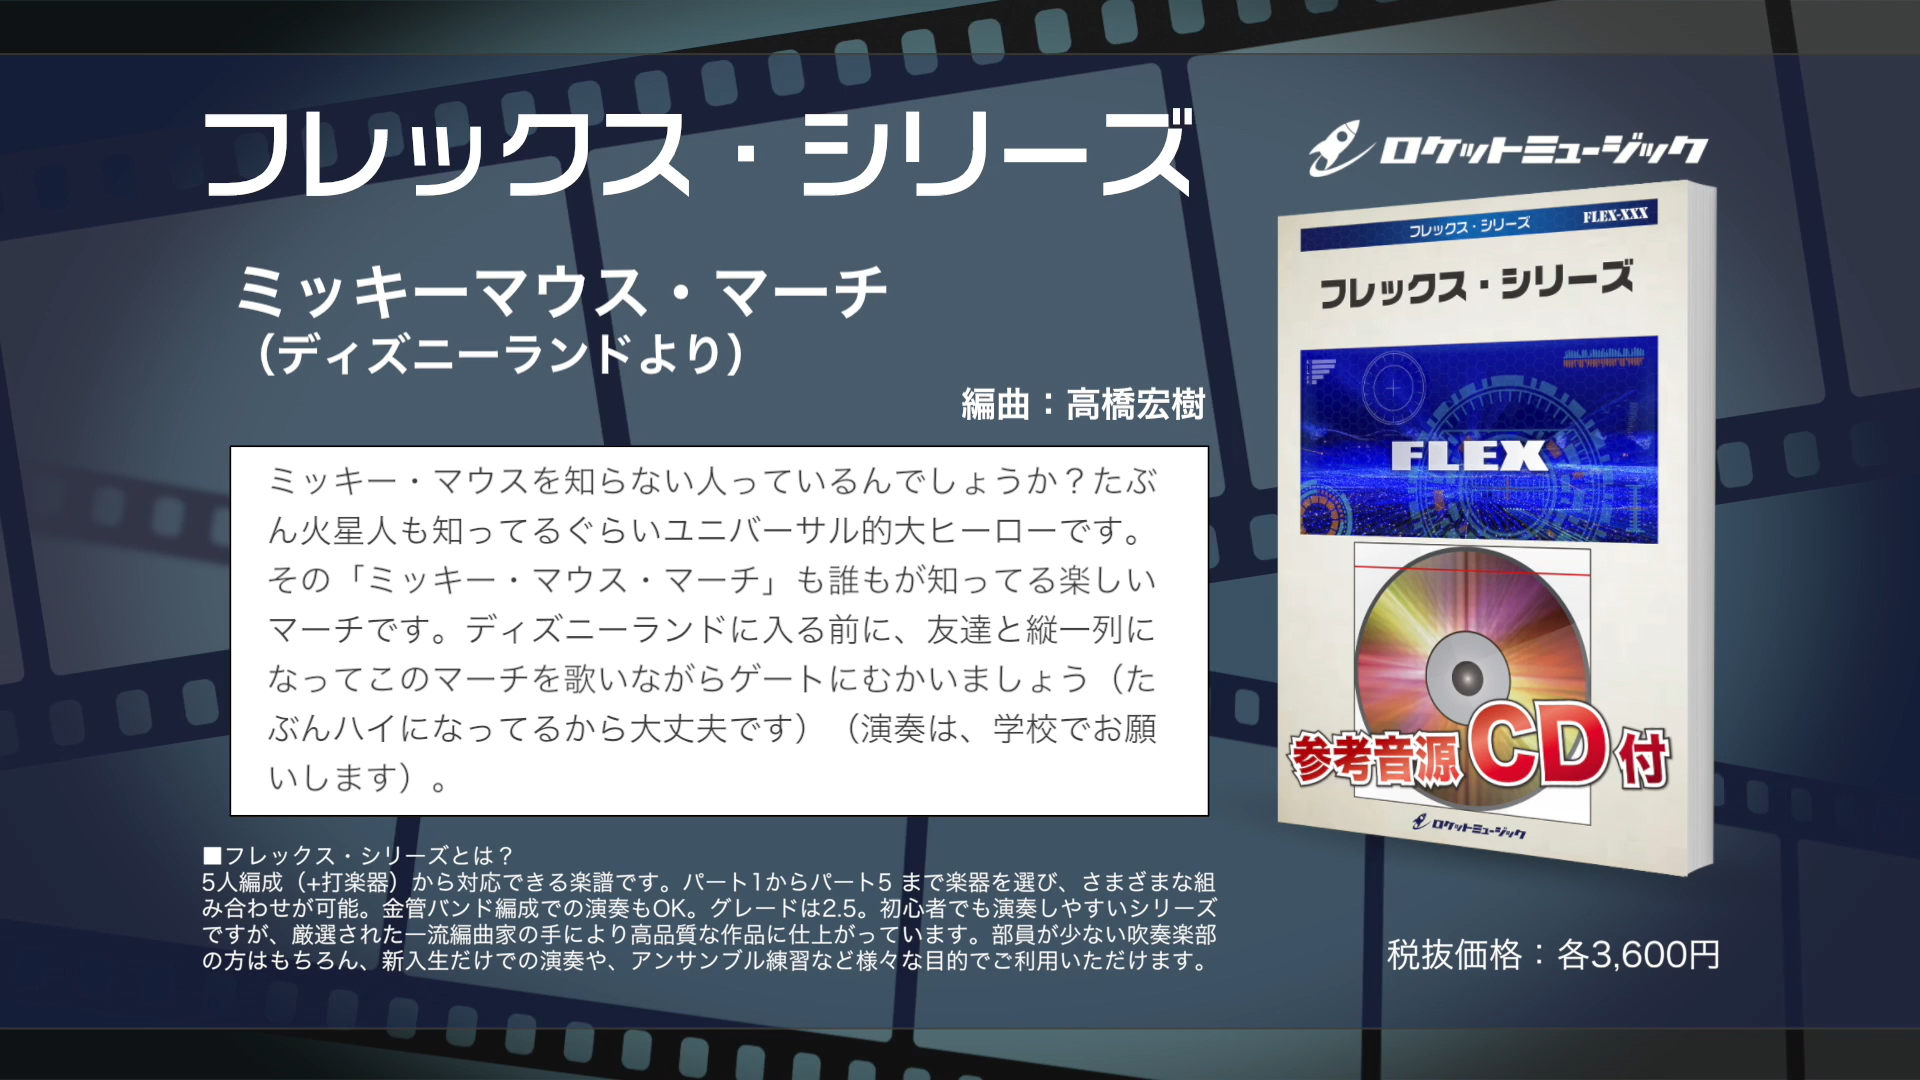 フレックス・シリーズ
ロケットミュージック
ミッキーマウス・マーチ
（ディズニーランドより）
編曲：高橋宏樹
ミッキー・マウスを知らない人っているんでしょうか？たぶ
ん火星人も知ってるぐらいユニバーサル的大ヒーローです。
その「ミッキー・マウス・マーチ」も誰もが知ってる楽しい
マーチです。ディズニーランドに入る前に、友達と縦一列に
なってこのマーチを歌いながらゲートにむかいましょう（た
ぶんハイになってるから大丈夫です）（演奏は、学校でお願
いします）。
■フレックス・シリーズとは？
5人編成（+打楽器）から対応できる楽譜です。パート1からパート5 まで楽器を選び、さまざまな組
み合わせが可能。金管バンド編成での演奏もOK。グレードは2.5。初心者でも演奏しやすいシリーズ
ですが、厳選された一流編曲家の手により高品質な作品に仕上がっています。部員が少ない吹奏楽部
の方はもちろん、新入生だけでの演奏や、アンサンブル練習など様々な目的でご利用いただけます。
フレックス・シリーズ
FLEX-XXX
フレックス・シリーズ
FLEX
参考音源CD付
ロケットミュージック
税抜価格：各3,600円